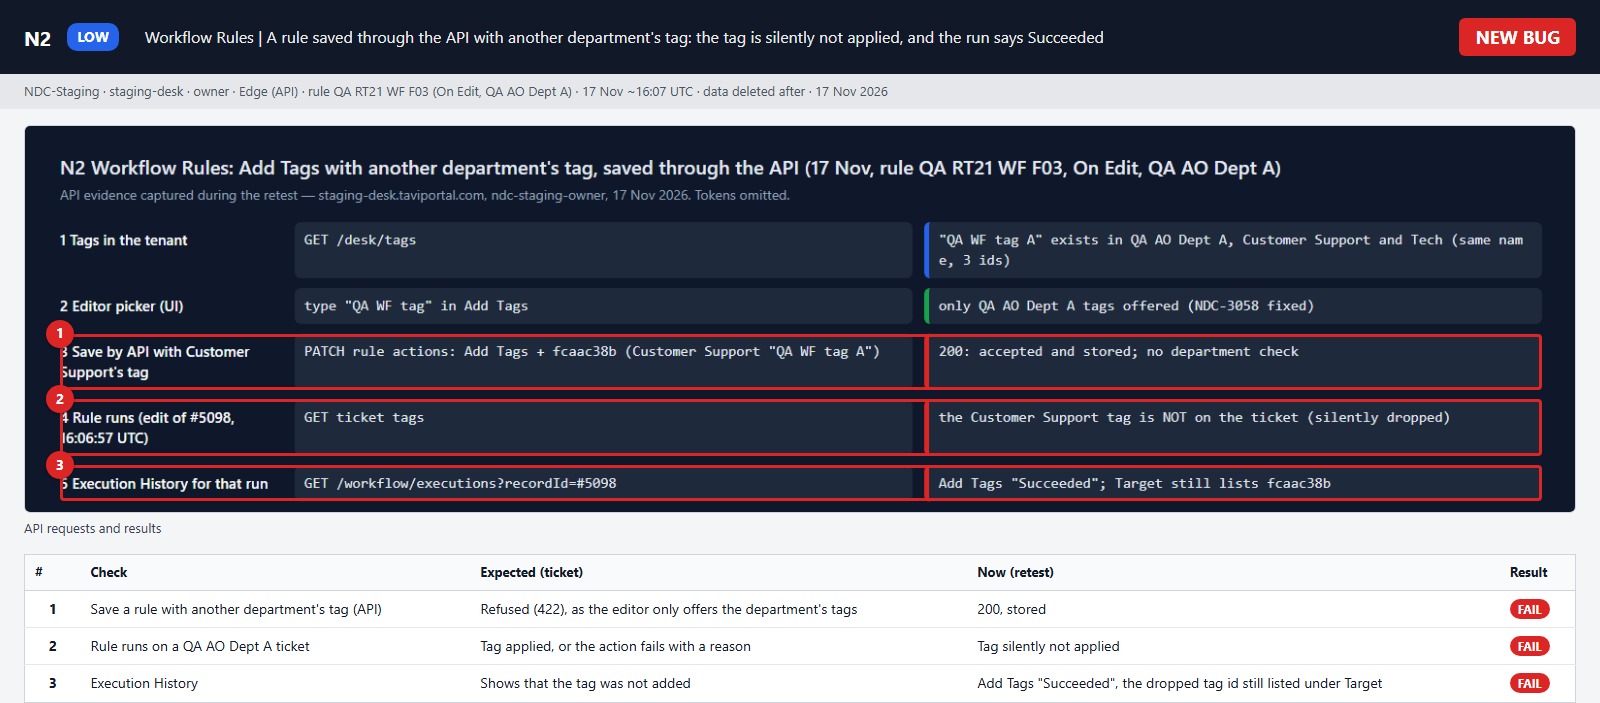 N2 LOW Workflow Rules | A rule saved through the API with another department's tag: the tag is silently not applied, and the run says Succeeded NEW BUG
NDC-Staging · staging-desk · owner · Edge (API) · rule QA RT21 WF F03 (On Edit, QA AO Dept A) · 17 Nov ~16:07 UTC · data deleted after · 17 Nov 2026
N2 Workflow Rules: Add Tags with another department's tag, saved through the API (17 Nov, rule QA RT21 WF F03, On Edit, QA AO Dept A)
API evidence captured during the retest — staging-desk.taviportal.com, ndc-staging-owner, 17 Nov 2026. Tokens omitted.
1 Tags in the tenant GET /desk/tags "QA WF tag A" exists in QA AO Dept A, Customer Support and Tech (same nam
e, 3 ids)
2 Editor picker (UI) type "QA WF tag" in Add Tags only QA AO Dept A tags offered (NDC-3058 fixed)
1
3 Save by API with Customer PATCH rule actions: Add Tags + fcaac38b (Customer Support "QA WF tag A") 200: accepted and stored; no department check
Support's tag
2
4 Rule runs (edit of #5098, GET ticket tags the Customer Support tag is NOT on the ticket (silently dropped)
16:06:57 UTC)
3
5 Execution History for that run GET /workflow/executions?recordId=#5098 Add Tags "Succeeded"; Target still lists fcaac38b
API requests and results
# Check Expected (ticket) Now (retest) Result
1 Save a rule with another department's tag (API) Refused (422), as the editor only offers the department's tags 200, stored FAIL
2 Rule runs on a QA AO Dept A ticket Tag applied, or the action fails with a reason Tag silently not applied FAIL
3 Execution History Shows that the tag was not added Add Tags "Succeeded", the dropped tag id still listed under Target FAIL